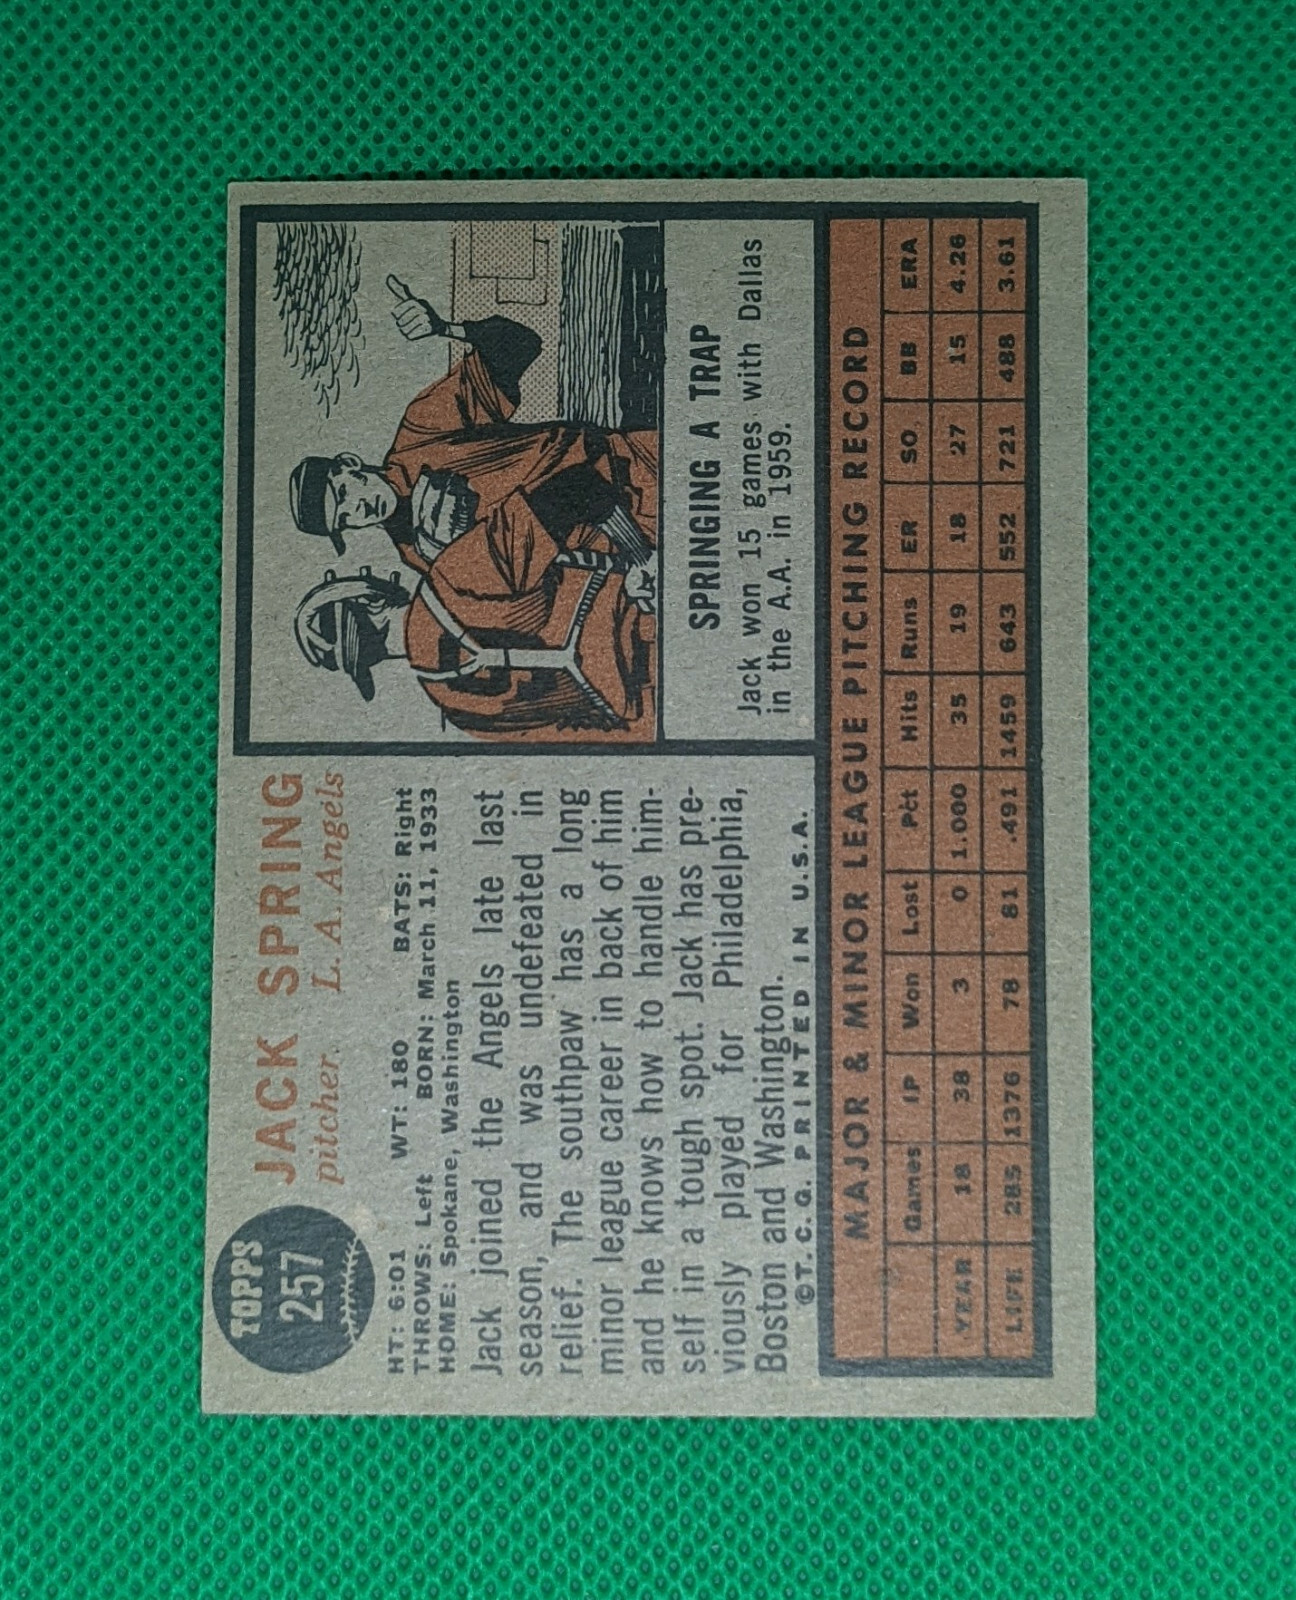 TOPPS
257
JACK SPRING
pitcher. L. A. Angels
HT: 6:01 WT: 180 BATS: Right
THROWS: Left BORN: March 11, 1933
HOME: Spokane, Washington
Jack joined the Angels late last
season, and was undefeated in
relief. The southpaw has a long
minor league career in back of him
and he knows how to handle him-
self in a tough spot. Jack has pre-
viously played for Philadelphia,
Boston and Washington.
©T. C. G. PRINTED IN U.S.A.
SPRINGING A TRAP
Jack won 15 games with Dallas
in the A.A. in 1959.
MAJOR & MINOR LEAGUE PITCHING RECORD
Games IP Won Lost Pct Hits Runs ER SO BB ERA
YEAR 18 38 3 0 1.000 35 19 18 27 15 4.26
LIFE 285 1376 78 81 .491 1459 643 552 721 488 3.61